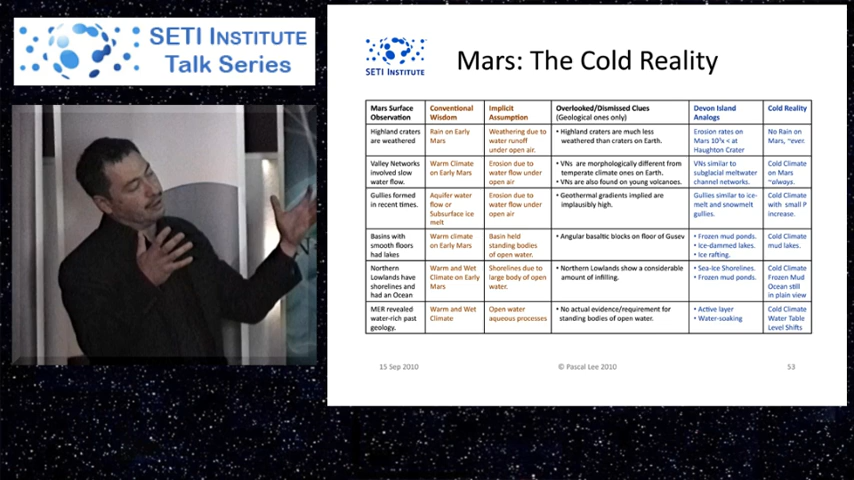 SETI INSTITUTE
Talk Series
SETI INSTITUTE
Mars: The Cold Reality
Mars Surface Observation
Conventional Wisdom
Implicit Assumption
Overlooked/Dismissed Clues (Geological ones only)
Devon Island Analogs
Cold Reality
Highland craters are weathered
Rain on Early Mars
Weathering due to water runoff under open air.
• Highland craters are much less weathered than craters on Earth.
Erosion rates on Mars < at Haughton Crater
No Rain on Mars, ~ever.
Valley Networks involved slow water flow.
Warm Climate on Early Mars
Erosion due to water flow under open air
• VNs are morphologically different from temperate climate ones on Earth.
• VNs are also found on young volcanoes.
VNs similar to subglacial meltwater channel networks.
Cold Climate on Mars ~always.
Gullies formed in recent times.
Aquifer water flow or Subsurface ice melt
Erosion due to water flow under open air
• Geothermal gradients implied are implausibly high.
Gullies similar to ice-melt and snowmelt gullies.
Cold Climate with small P increase.
Basins with smooth floors had lakes
Warm climate on Early Mars
Basin held standing bodies of open water.
• Angular basaltic blocks on floor of Gusev
• Frozen mud ponds.
• Ice-dammed lakes.
• Ice rafting.
Cold Climate mud lakes.
Northern Lowlands have shorelines and had an Ocean
Warm and Wet Climate on Early Mars
Shorelines due to large body of open water.
• Northern Lowlands show a considerable amount of infilling.
• Sea-Ice Shorelines.
• Frozen mud ponds.
Cold Climate Frozen Mud Ocean still in plain view
MER revealed water-rich past geology.
Warm and Wet Climate
Open water aqueous processes
• No actual evidence/requirement for standing bodies of open water.
• Active layer
• Water-soaking
Cold Climate Water Table Level Shifts
15 Sep 2010
© Pascal Lee 2010
53